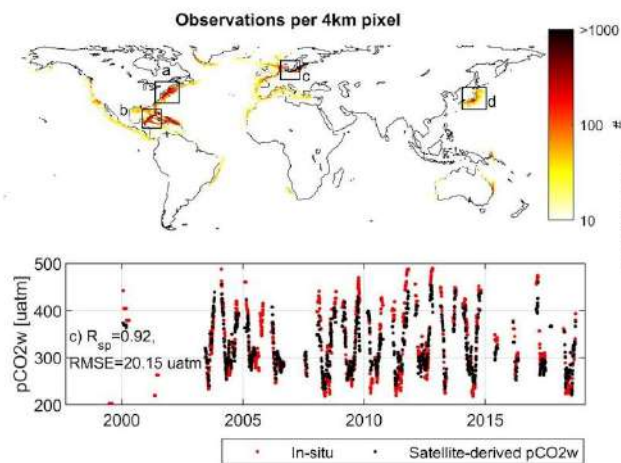 Observations per 4km pixel
>1000
a
c
b
d
100
#
10
500
400
300
200
pCO2w [uatm]
c) Rsp=0.92,
RMSE=20.15 uatm
2000 2005 2010 2015
In-situ Satellite-derived pCO2w